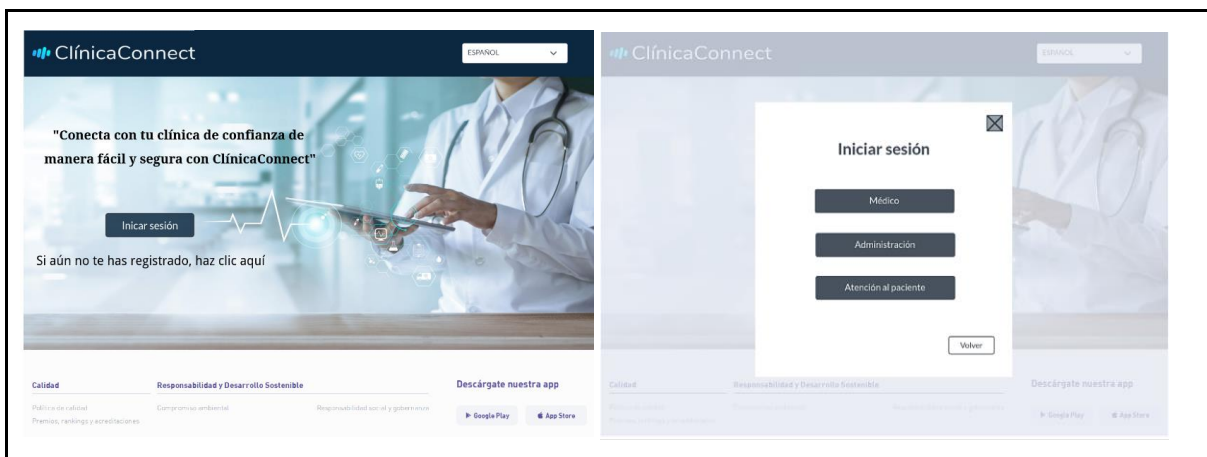 ClínicaConnect
ESPAÑOL
"Conecta con tu clínica de confianza de
manera fácil y segura con ClínicaConnect"
Inicar sesión
Si aún no te has registrado, haz clic aquí
Calidad
Responsabilidad y Desarrollo Sostenible
Descárgate nuestra app
Política de calidad
Compromiso ambiental
Responsabilidad social y gobernanza
Premios, rankings y acreditaciones
Google Play
App Store
ClínicaConnect
ESPAÑOL
Iniciar sesión
Médico
Administración
Atención al paciente
Volver
Calidad
Responsabilidad y Desarrollo Sostenible
Descárgate nuestra app
Google Play
App Store